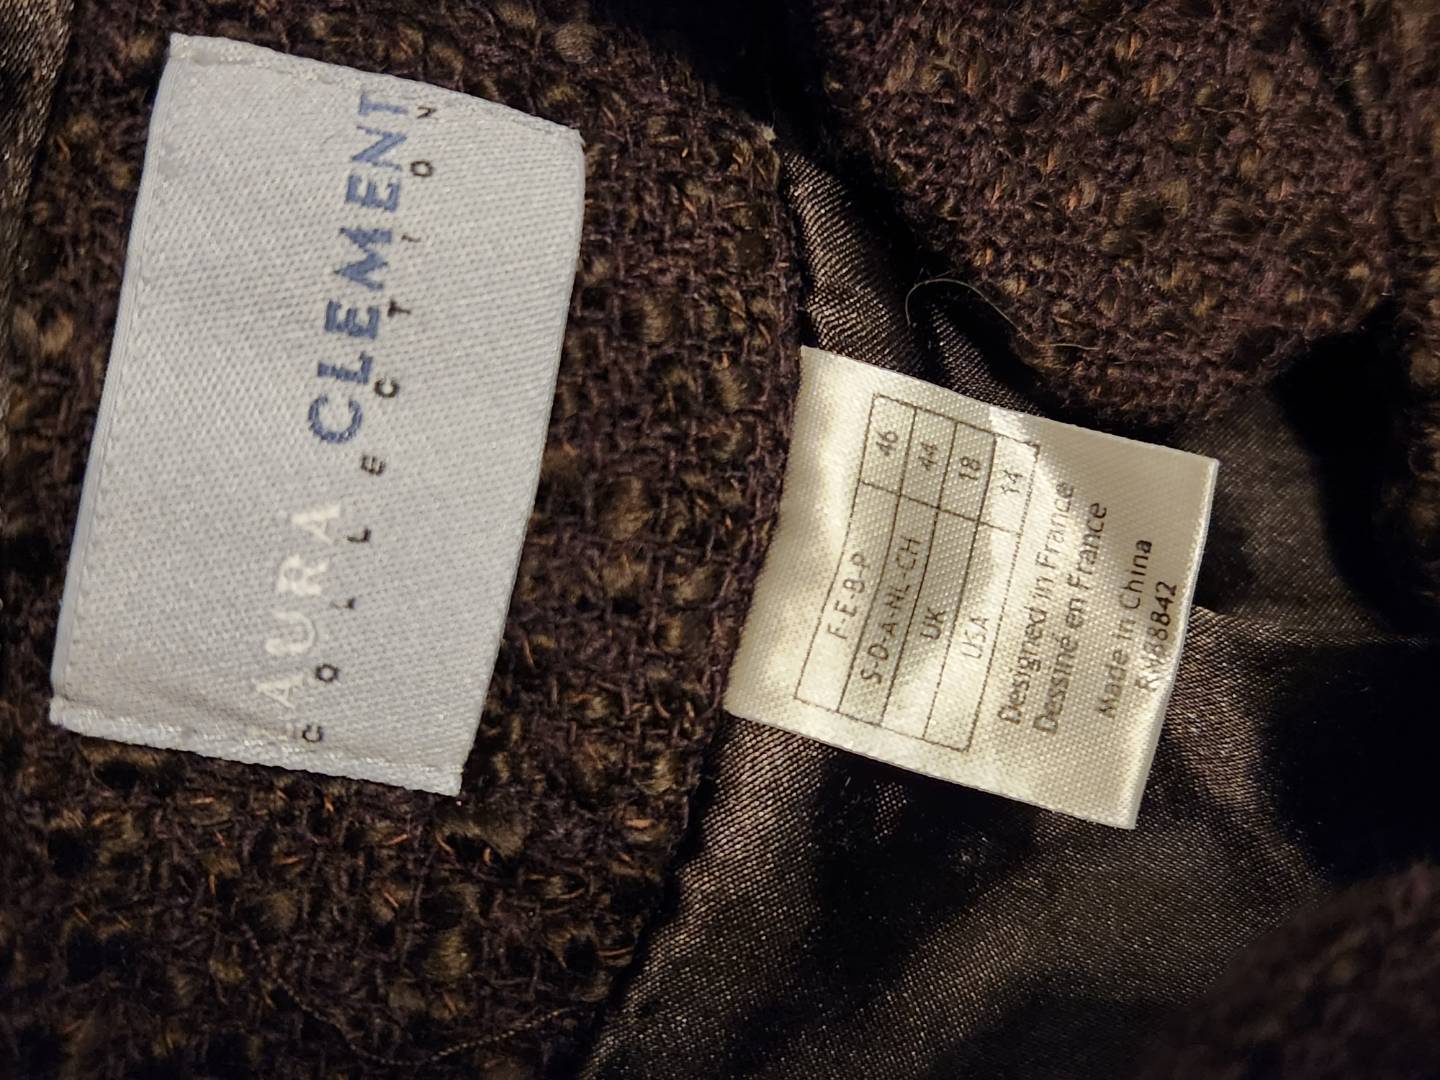 LAURA CLEMENT
COLLECTION
F-E-B-P 46
S-D-A-NL-CH 44
UK 18
USA 14
Designed in France
Dessiné en France
Made in China